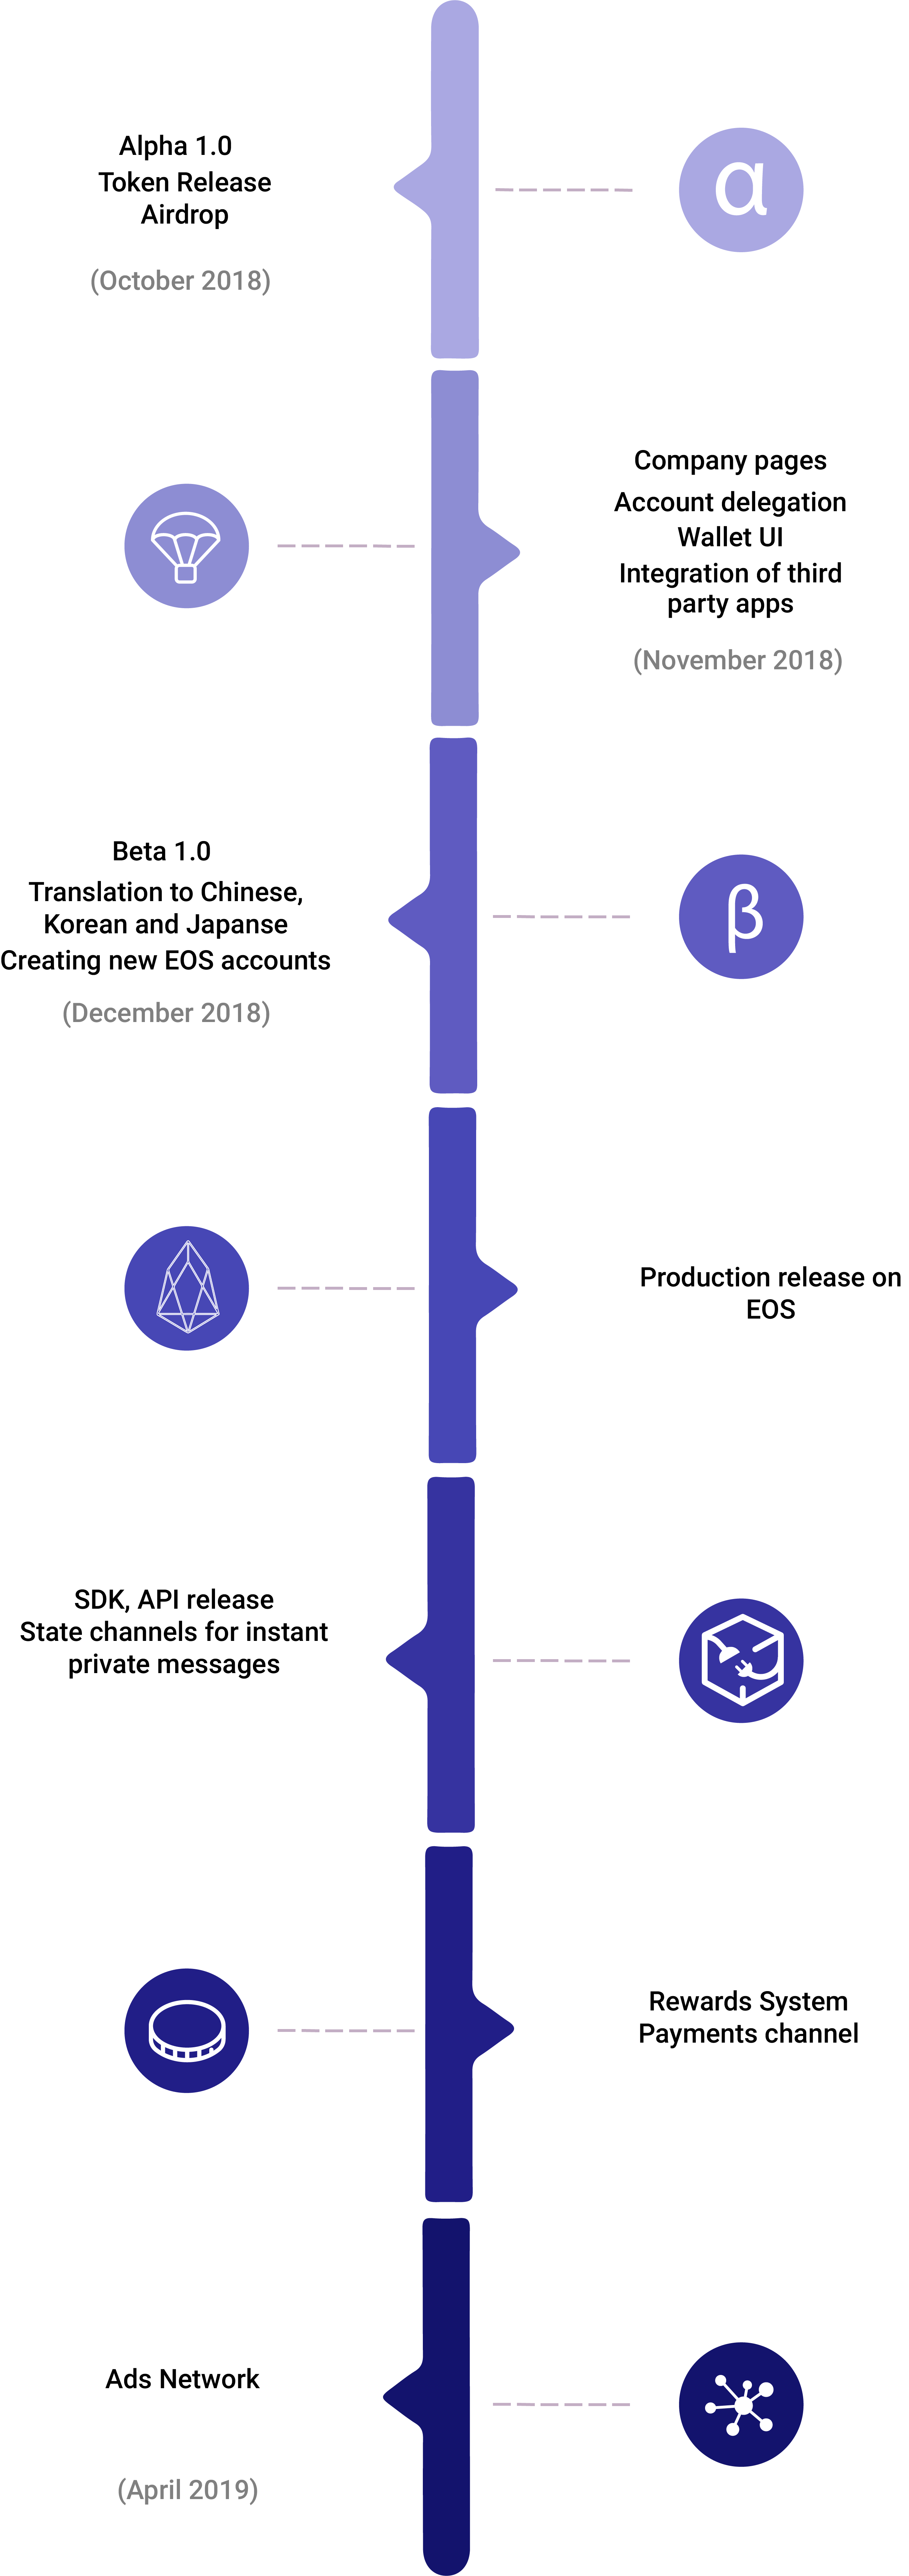 Alpha 1.0
Token Release
Airdrop
(October 2018)
α
Company pages
Account delegation
Wallet UI
Integration of third
party apps
(November 2018)
Beta 1.0
Translation to Chinese,
Korean and Japanse
Creating new EOS accounts
(December 2018)
β
Production release on
EOS
SDK, API release
State channels for instant
private messages
Rewards System
Payments channel
Ads Network
(April 2019)